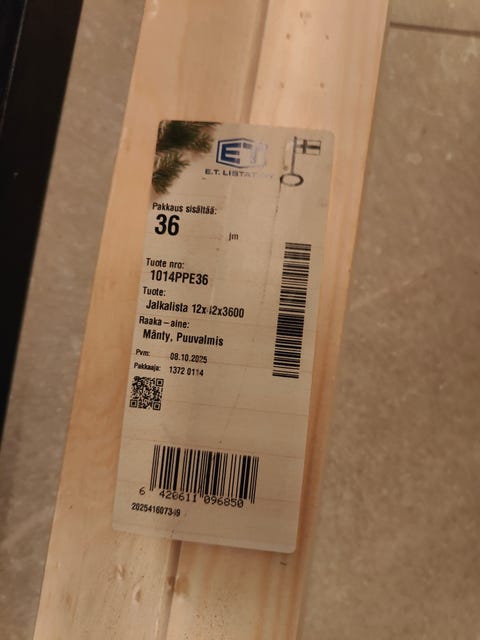 ET
E.T. LISTAT OY
Pakkaus sisältää:
36 jm
Tuote nro:
1014PPE36
Tuote:
Jalkalista 12x42x3600
Raaka-aine:
Mänty, Puuvalmis
Pvm: 08.10.2025
Pakkaaja: 1372 0114
6 420611 096850